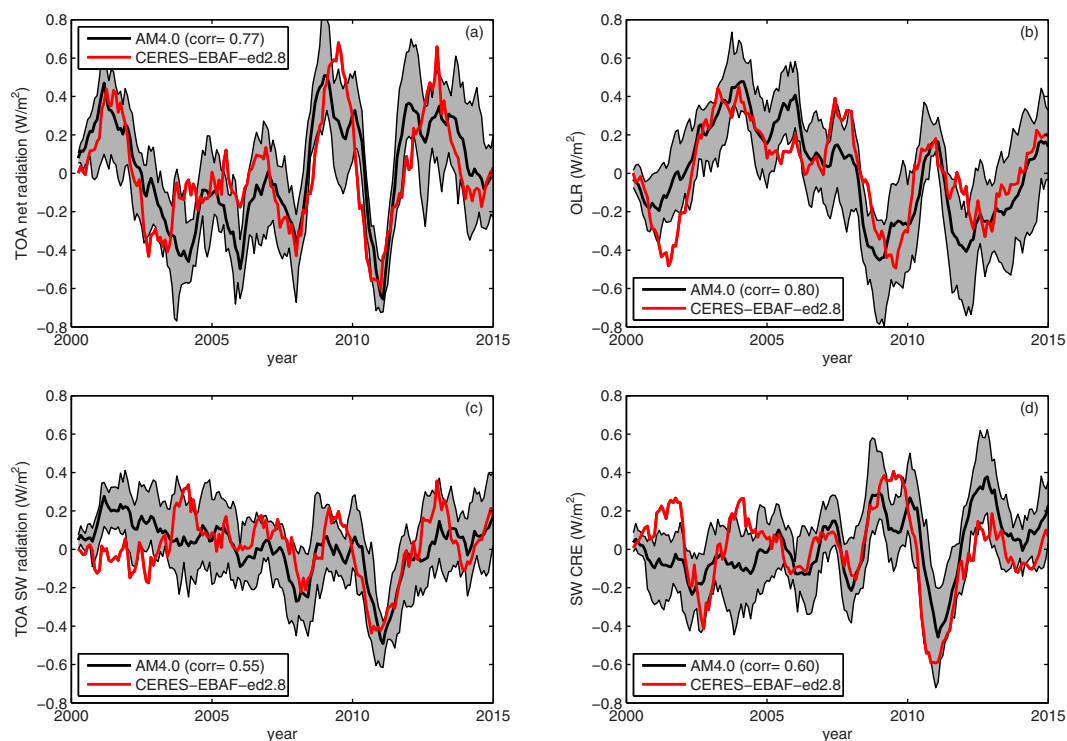 (a)
AM4.0 (corr= 0.77)
CERES−EBAF−ed2.8
TOA net radiation (W/m²)
0.8
0.6
0.4
0.2
0
−0.2
−0.4
−0.6
−0.8
2000 2005 2010 2015
year
(b)
AM4.0 (corr= 0.80)
CERES−EBAF−ed2.8
OLR (W/m²)
0.8
0.6
0.4
0.2
0
−0.2
−0.4
−0.6
−0.8
2000 2005 2010 2015
year
(c)
AM4.0 (corr= 0.55)
CERES−EBAF−ed2.8
TOA SW radiation (W/m²)
0.8
0.6
0.4
0.2
0
−0.2
−0.4
−0.6
−0.8
2000 2005 2010 2015
year
(d)
AM4.0 (corr= 0.60)
CERES−EBAF−ed2.8
SW CRE (W/m²)
0.8
0.6
0.4
0.2
0
−0.2
−0.4
−0.6
−0.8
2000 2005 2010 2015
year